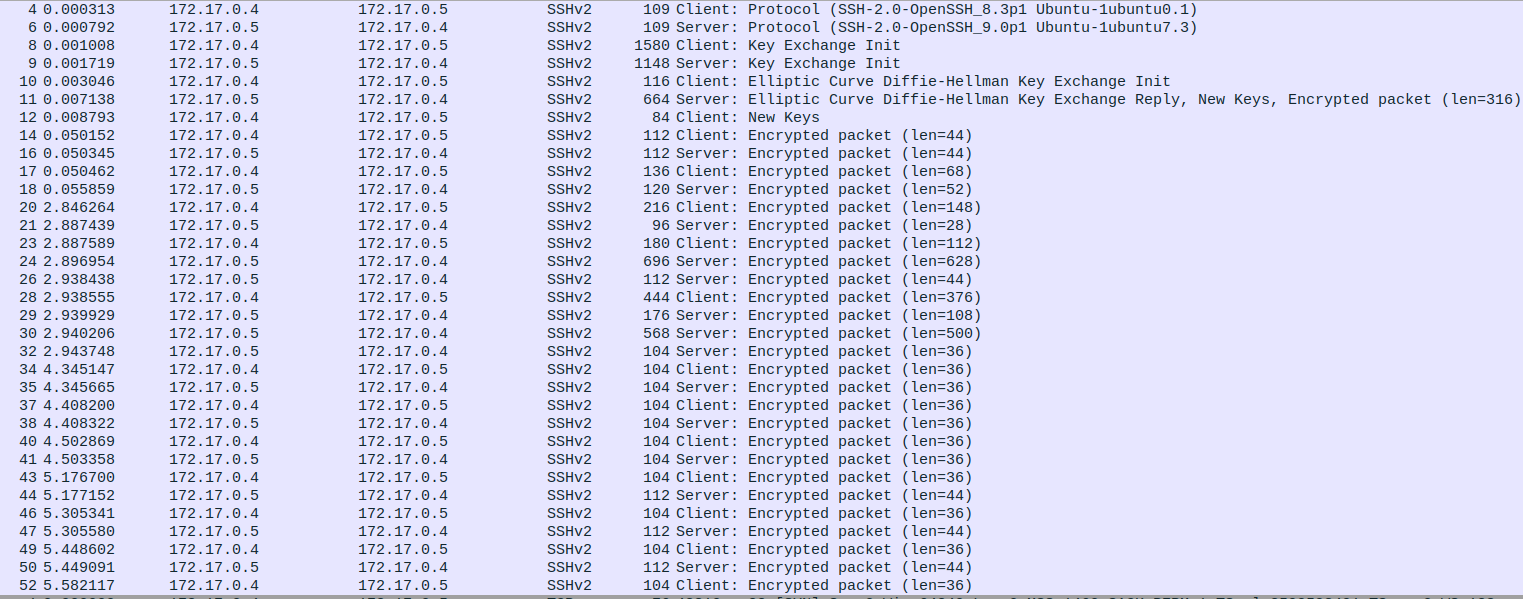 4 0.000313 172.17.0.4 172.17.0.5 SSHv2 109 Client: Protocol (SSH-2.0-OpenSSH_8.3p1 Ubuntu-1ubuntu0.1)
6 0.000792 172.17.0.5 172.17.0.4 SSHv2 109 Server: Protocol (SSH-2.0-OpenSSH_9.0p1 Ubuntu-1ubuntu7.3)
8 0.001008 172.17.0.4 172.17.0.5 SSHv2 1580 Client: Key Exchange Init
9 0.001719 172.17.0.5 172.17.0.4 SSHv2 1148 Server: Key Exchange Init
10 0.003046 172.17.0.4 172.17.0.5 SSHv2 116 Client: Elliptic Curve Diffie-Hellman Key Exchange Init
11 0.007138 172.17.0.5 172.17.0.4 SSHv2 664 Server: Elliptic Curve Diffie-Hellman Key Exchange Reply, New Keys, Encrypted packet (len=316)
12 0.008793 172.17.0.4 172.17.0.5 SSHv2 84 Client: New Keys
14 0.050152 172.17.0.4 172.17.0.5 SSHv2 112 Client: Encrypted packet (len=44)
16 0.050345 172.17.0.5 172.17.0.4 SSHv2 112 Server: Encrypted packet (len=44)
17 0.050462 172.17.0.4 172.17.0.5 SSHv2 136 Client: Encrypted packet (len=68)
18 0.055859 172.17.0.5 172.17.0.4 SSHv2 120 Server: Encrypted packet (len=52)
20 2.846264 172.17.0.4 172.17.0.5 SSHv2 216 Client: Encrypted packet (len=148)
21 2.887439 172.17.0.5 172.17.0.4 SSHv2 96 Server: Encrypted packet (len=28)
23 2.887589 172.17.0.4 172.17.0.5 SSHv2 180 Client: Encrypted packet (len=112)
24 2.896954 172.17.0.5 172.17.0.4 SSHv2 696 Server: Encrypted packet (len=628)
26 2.938438 172.17.0.5 172.17.0.4 SSHv2 112 Server: Encrypted packet (len=44)
28 2.938555 172.17.0.4 172.17.0.5 SSHv2 444 Client: Encrypted packet (len=376)
29 2.939929 172.17.0.5 172.17.0.4 SSHv2 176 Server: Encrypted packet (len=108)
30 2.940206 172.17.0.5 172.17.0.4 SSHv2 568 Server: Encrypted packet (len=500)
32 2.943748 172.17.0.5 172.17.0.4 SSHv2 104 Server: Encrypted packet (len=36)
34 4.345147 172.17.0.4 172.17.0.5 SSHv2 104 Client: Encrypted packet (len=36)
35 4.345665 172.17.0.5 172.17.0.4 SSHv2 104 Server: Encrypted packet (len=36)
37 4.408200 172.17.0.4 172.17.0.5 SSHv2 104 Client: Encrypted packet (len=36)
38 4.408322 172.17.0.5 172.17.0.4 SSHv2 104 Server: Encrypted packet (len=36)
40 4.502869 172.17.0.4 172.17.0.5 SSHv2 104 Client: Encrypted packet (len=36)
41 4.503358 172.17.0.5 172.17.0.4 SSHv2 104 Server: Encrypted packet (len=36)
43 5.176700 172.17.0.4 172.17.0.5 SSHv2 104 Client: Encrypted packet (len=36)
44 5.177152 172.17.0.5 172.17.0.4 SSHv2 112 Server: Encrypted packet (len=44)
46 5.305341 172.17.0.4 172.17.0.5 SSHv2 104 Client: Encrypted packet (len=36)
47 5.305580 172.17.0.5 172.17.0.4 SSHv2 112 Server: Encrypted packet (len=44)
49 5.448602 172.17.0.4 172.17.0.5 SSHv2 104 Client: Encrypted packet (len=36)
50 5.449091 172.17.0.5 172.17.0.4 SSHv2 112 Server: Encrypted packet (len=44)
52 5.582117 172.17.0.4 172.17.0.5 SSHv2 104 Client: Encrypted packet (len=36)